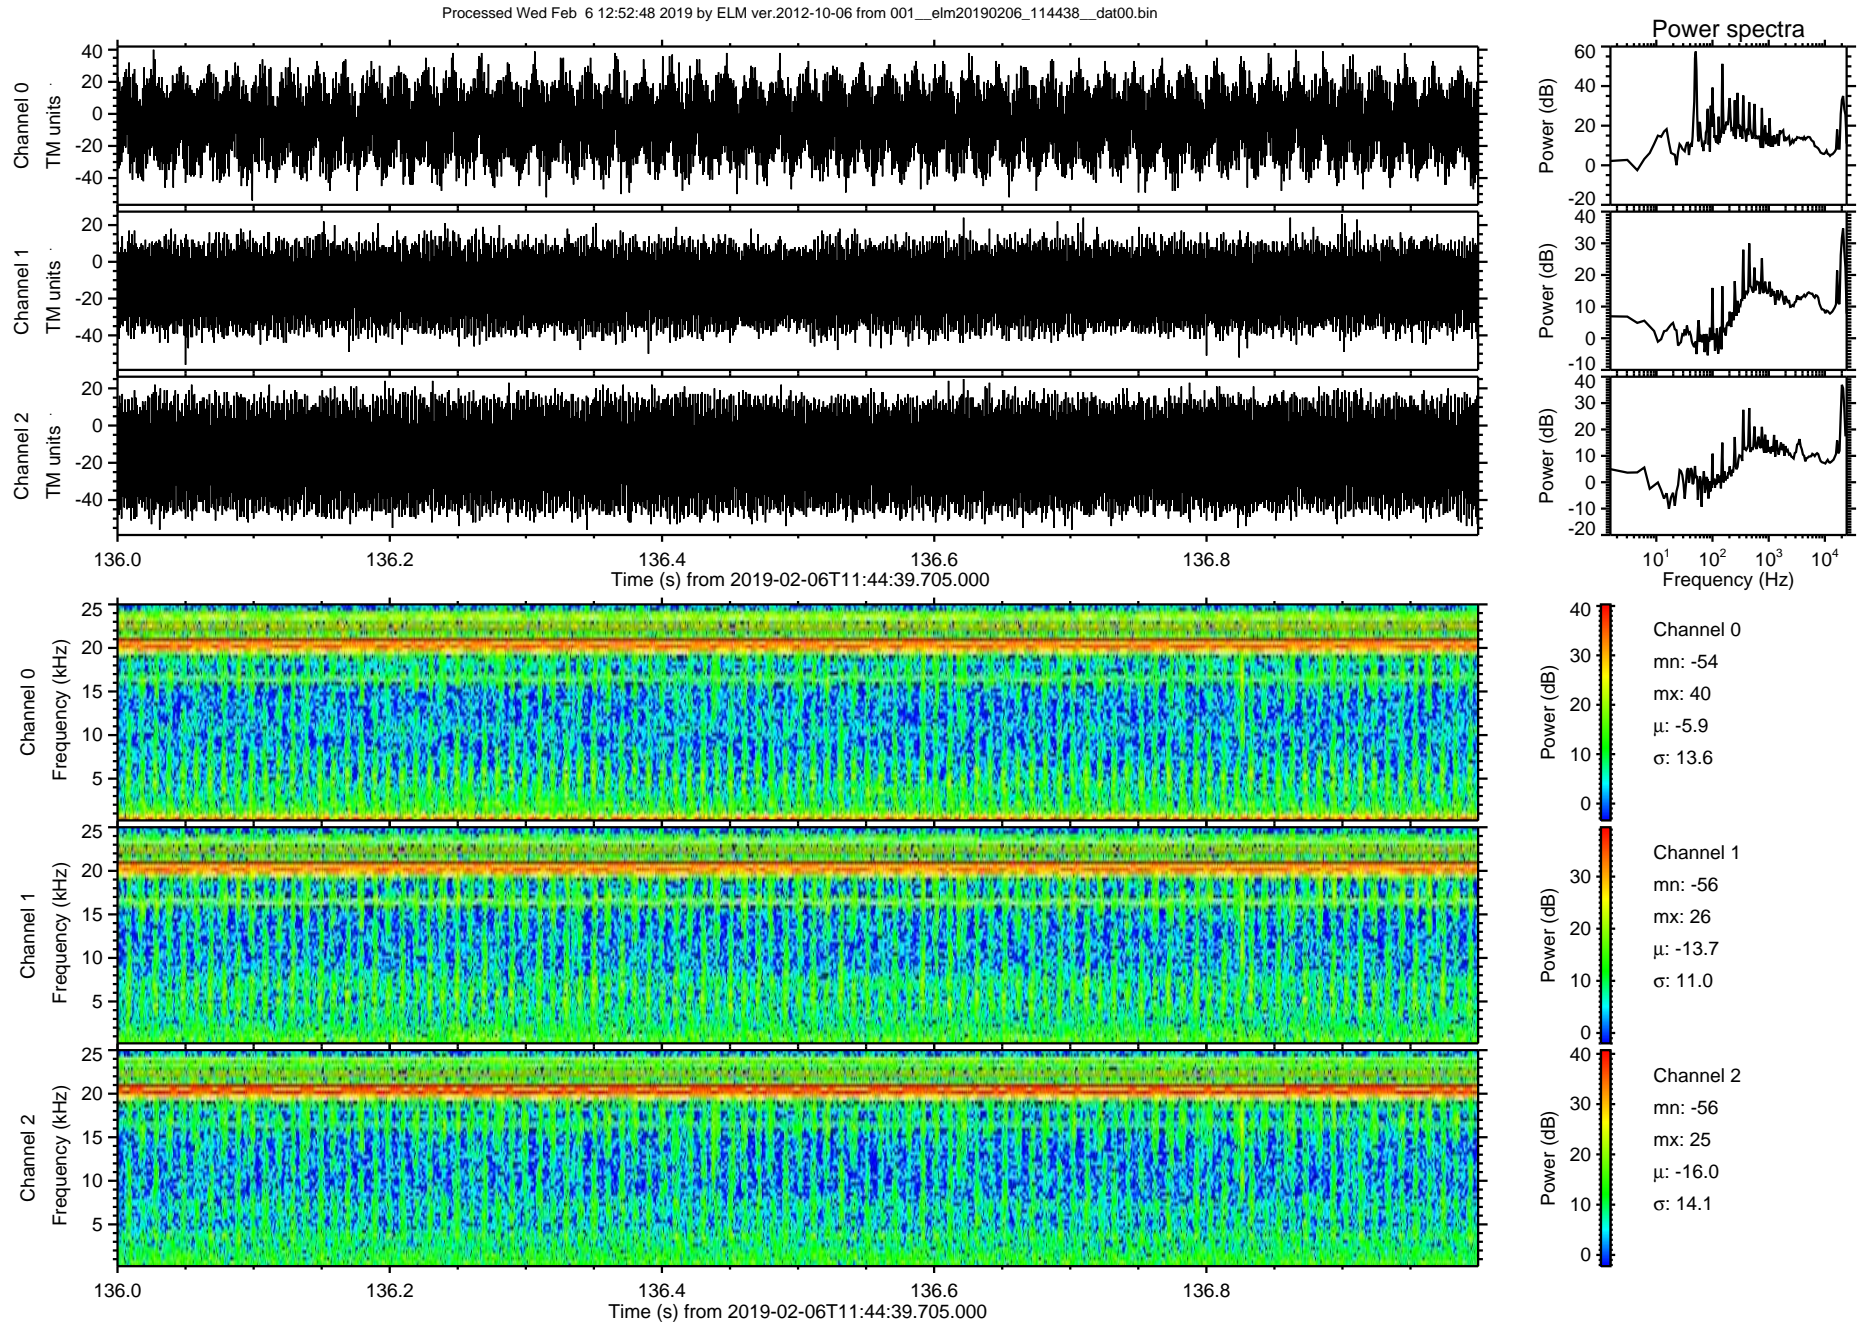 Processed Wed Feb  6 12:52:48 2019 by ELM ver.2012-10-06 from 001__elm20190206_114438__dat00.bin
Power spectra
Channel 0
TM units
40
20
0
-20
-40
Power (dB)
60
40
20
0
-20
Channel 1
TM units
20
0
-20
-40
Power (dB)
40
30
20
10
0
-10
Channel 2
TM units
20
0
-20
-40
Power (dB)
40
30
20
10
0
-10
-20
136.0 136.2 136.4 136.6 136.8
Time (s) from 2019-02-06T11:44:39.705.000
10¹ 10² 10³ 10⁴
Frequency (Hz)
Channel 0
Frequency (kHz)
25
20
15
10
5
Power (dB)
40
30
20
10
0
Channel 0
mn: -54
mx: 40
μ: -5.9
σ: 13.6
Channel 1
Frequency (kHz)
25
20
15
10
5
Power (dB)
30
20
10
0
Channel 1
mn: -56
mx: 26
μ: -13.7
σ: 11.0
Channel 2
Frequency (kHz)
25
20
15
10
5
Power (dB)
40
30
20
10
0
Channel 2
mn: -56
mx: 25
μ: -16.0
σ: 14.1
136.0 136.2 136.4 136.6 136.8
Time (s) from 2019-02-06T11:44:39.705.000